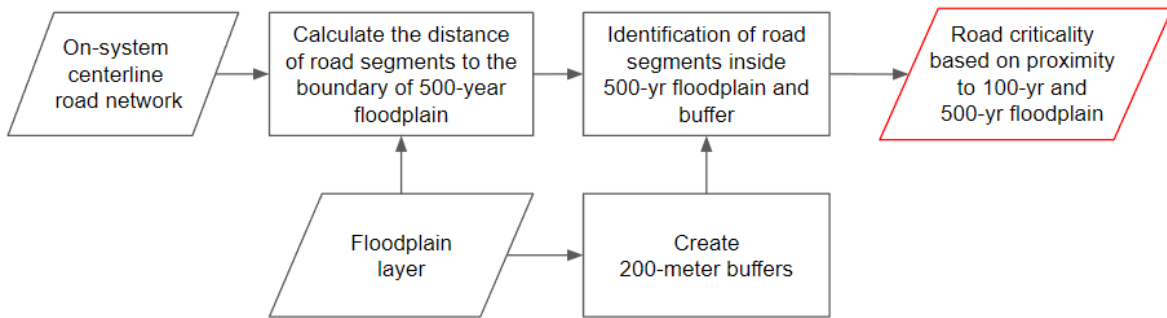 On-system
centerline
road network
Calculate the distance
of road segments to the
boundary of 500-year
floodplain
Identification of road
segments inside
500-yr floodplain and
buffer
Road criticality
based on proximity
to 100-yr and
500-yr floodplain
Floodplain
layer
Create
200-meter buffers